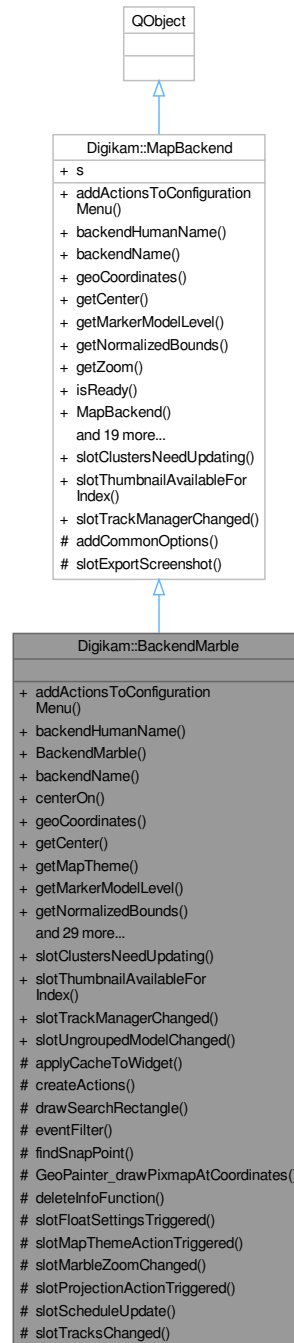 QObject
Digikam::MapBackend
+ s
+ addActionsToConfiguration
Menu()
+ backendHumanName()
+ backendName()
+ geoCoordinates()
+ getCenter()
+ getMarkerModelLevel()
+ getNormalizedBounds()
+ getZoom()
+ isReady()
+ MapBackend()
and 19 more...
+ slotClustersNeedUpdating()
+ slotThumbnailAvailableFor
Index()
+ slotTrackManagerChanged()
# addCommonOptions()
# slotExportScreenshot()
Digikam::BackendMarble
+ addActionsToConfiguration
Menu()
+ backendHumanName()
+ BackendMarble()
+ backendName()
+ centerOn()
+ geoCoordinates()
+ getCenter()
+ getMapTheme()
+ getMarkerModelLevel()
+ getNormalizedBounds()
and 29 more...
+ slotClustersNeedUpdating()
+ slotThumbnailAvailableFor
Index()
+ slotTrackManagerChanged()
+ slotUngroupedModelChanged()
# applyCacheToWidget()
# createActions()
# drawSearchRectangle()
# eventFilter()
# findSnapPoint()
# GeoPainter_drawPixmapAtCoordinates()
# deleteInfoFunction()
# slotFloatSettingsTriggered()
# slotMapThemeActionTriggered()
# slotMarbleZoomChanged()
# slotProjectionActionTriggered()
# slotScheduleUpdate()
# slotTracksChanged()